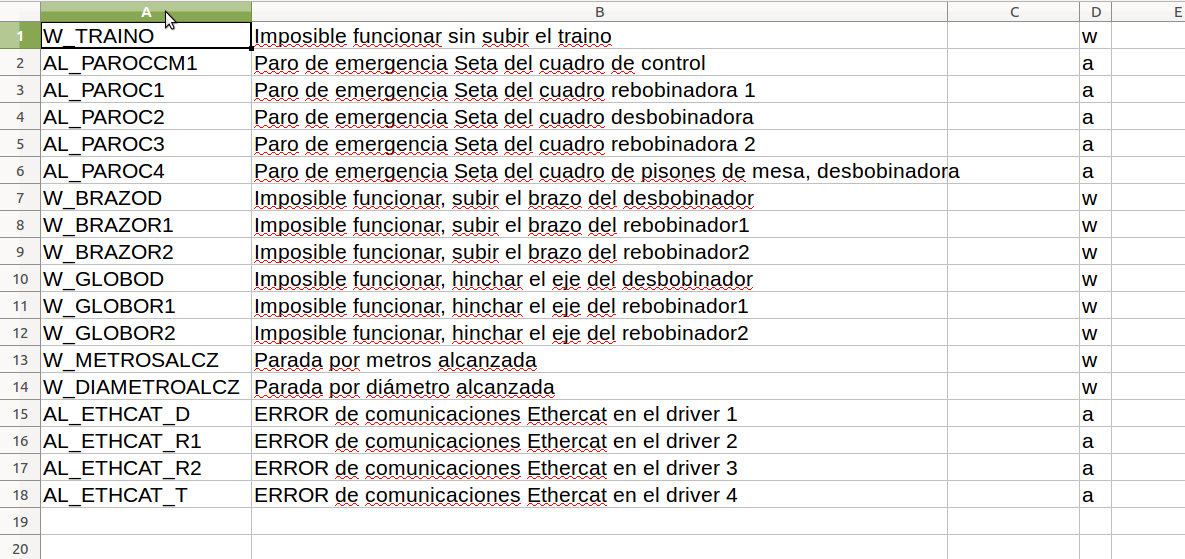 A B C D E
1 W_TRAINO Imposible funcionar sin subir el traino w
2 AL_PAROCCM1 Paro de emergencia Seta del cuadro de control a
3 AL_PAROC1 Paro de emergencia Seta del cuadro rebobinadora 1 a
4 AL_PAROC2 Paro de emergencia Seta del cuadro desbobinadora a
5 AL_PAROC3 Paro de emergencia Seta del cuadro rebobinadora 2 a
6 AL_PAROC4 Paro de emergencia Seta del cuadro de pisones de mesa, desbobinadora a
7 W_BRAZOD Imposible funcionar, subir el brazo del desbobinador w
8 W_BRAZOR1 Imposible funcionar, subir el brazo del rebobinador1 w
9 W_BRAZOR2 Imposible funcionar, subir el brazo del rebobinador2 w
10 W_GLOBOD Imposible funcionar, hinchar el eje del desbobinador w
11 W_GLOBOR1 Imposible funcionar, hinchar el eje del rebobinador1 w
12 W_GLOBOR2 Imposible funcionar, hinchar el eje del rebobinador2 w
13 W_METROSALCZ Parada por metros alcanzada w
14 W_DIAMETROALCZ Parada por diámetro alcanzada w
15 AL_ETHCAT_D ERROR de comunicaciones Ethercat en el driver 1 a
16 AL_ETHCAT_R1 ERROR de comunicaciones Ethercat en el driver 2 a
17 AL_ETHCAT_R2 ERROR de comunicaciones Ethercat en el driver 3 a
18 AL_ETHCAT_T ERROR de comunicaciones Ethercat en el driver 4 a
19
20